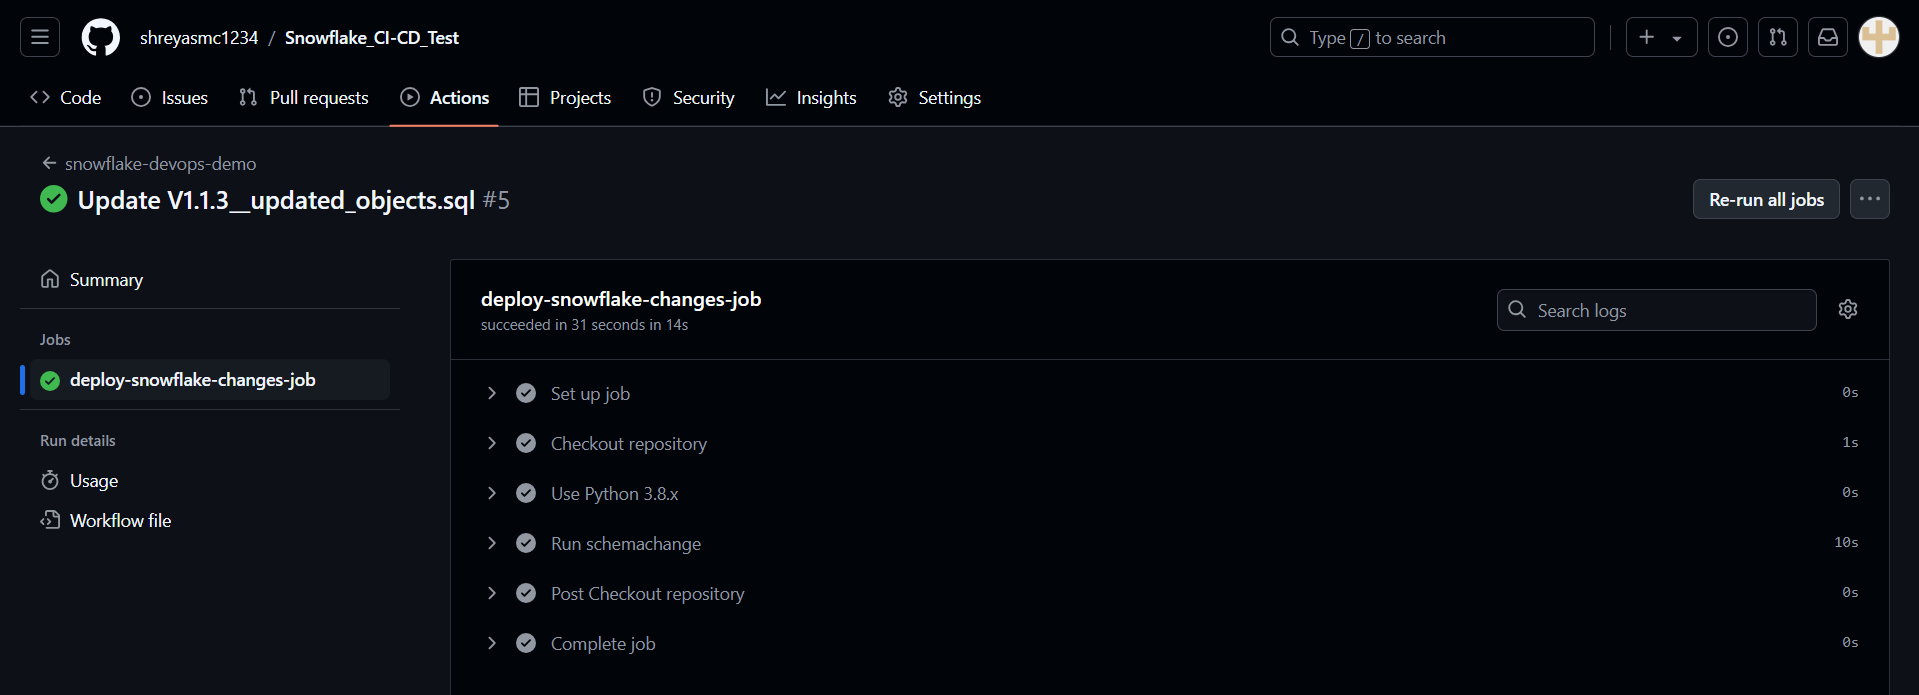 shreyasmc1234 / Snowflake_CI-CD_Test
Type / to search
Code Issues Pull requests Actions Projects Security Insights Settings
snowflake-devops-demo
Update V1.1.3__updated_objects.sql #5
Re-run all jobs
Summary
Jobs
deploy-snowflake-changes-job
Run details
Usage
Workflow file
deploy-snowflake-changes-job
succeeded in 31 seconds in 14s
Search logs
Set up job 0s
Checkout repository 1s
Use Python 3.8.x 0s
Run schemachange 10s
Post Checkout repository 0s
Complete job 0s